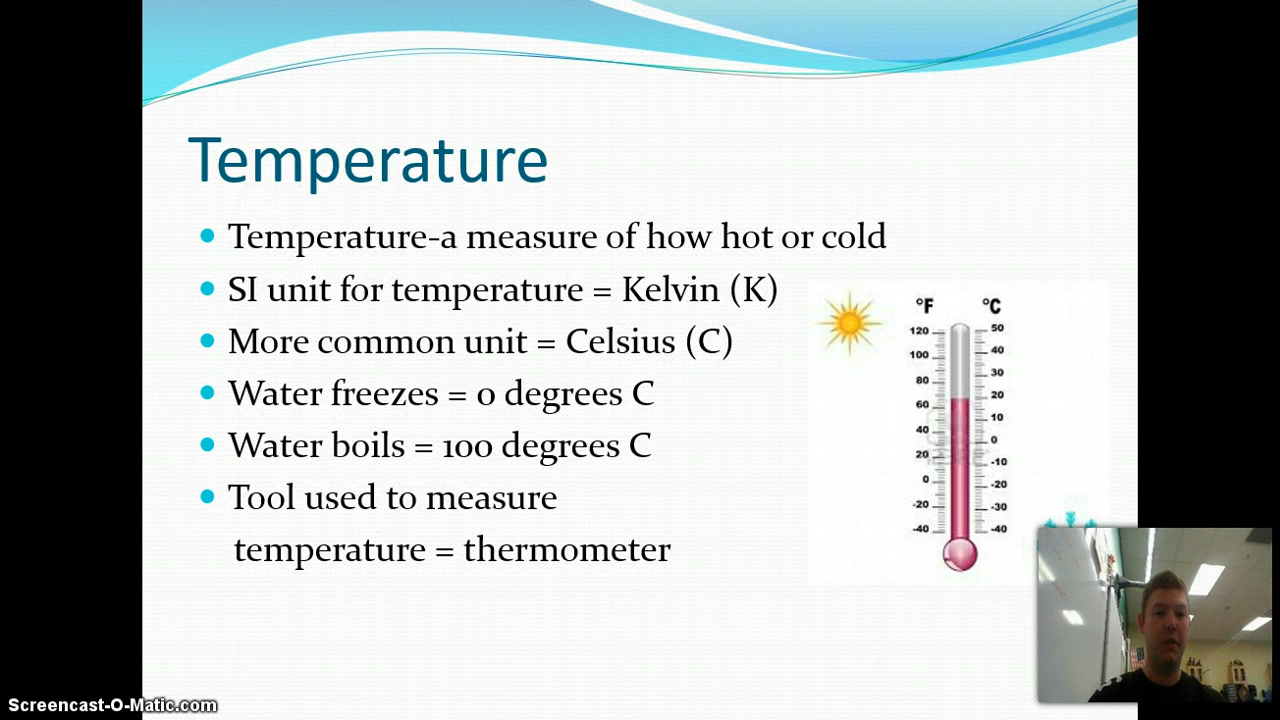 Temperature
Temperature-a measure of how hot or cold
SI unit for temperature = Kelvin (K)
More common unit = Celsius (C)
Water freezes = 0 degrees C
Water boils = 100 degrees C
Tool used to measure
temperature = thermometer
°F °C
120 50
100 40
80 30
60 20
40 10
20 0
0 -10
-20 -20
-40 -30
-40
Screencast-O-Matic.com